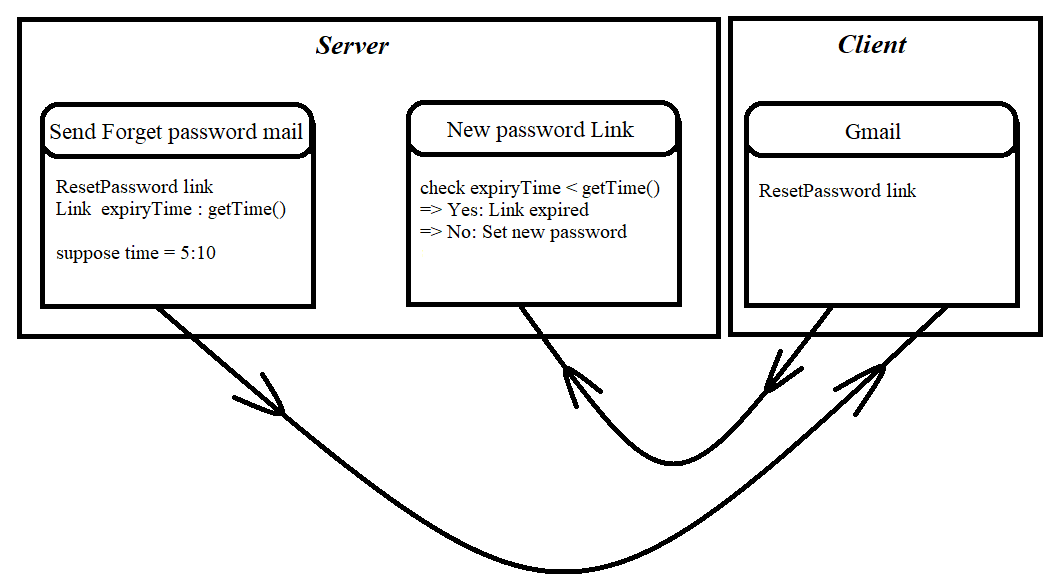 Server
Send Forget password mail
ResetPassword link
Link expiryTime : getTime()
suppose time = 5:10
New password Link
check expiryTime < getTime()
=> Yes: Link expired
=> No: Set new password
Client
Gmail
ResetPassword link